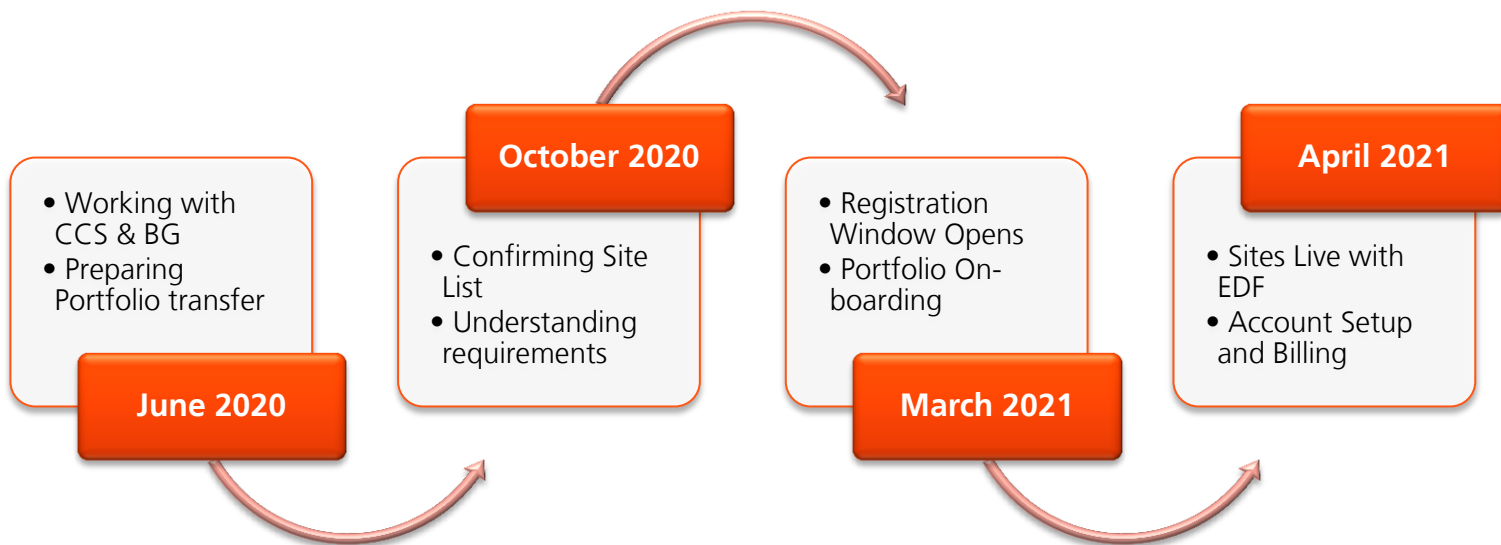 • Working with
CCS & BG
• Preparing
Portfolio transfer
June 2020
October 2020
• Confirming Site
List
• Understanding
requirements
• Registration
Window Opens
• Portfolio On-
boarding
March 2021
April 2021
• Sites Live with
EDF
• Account Setup
and Billing